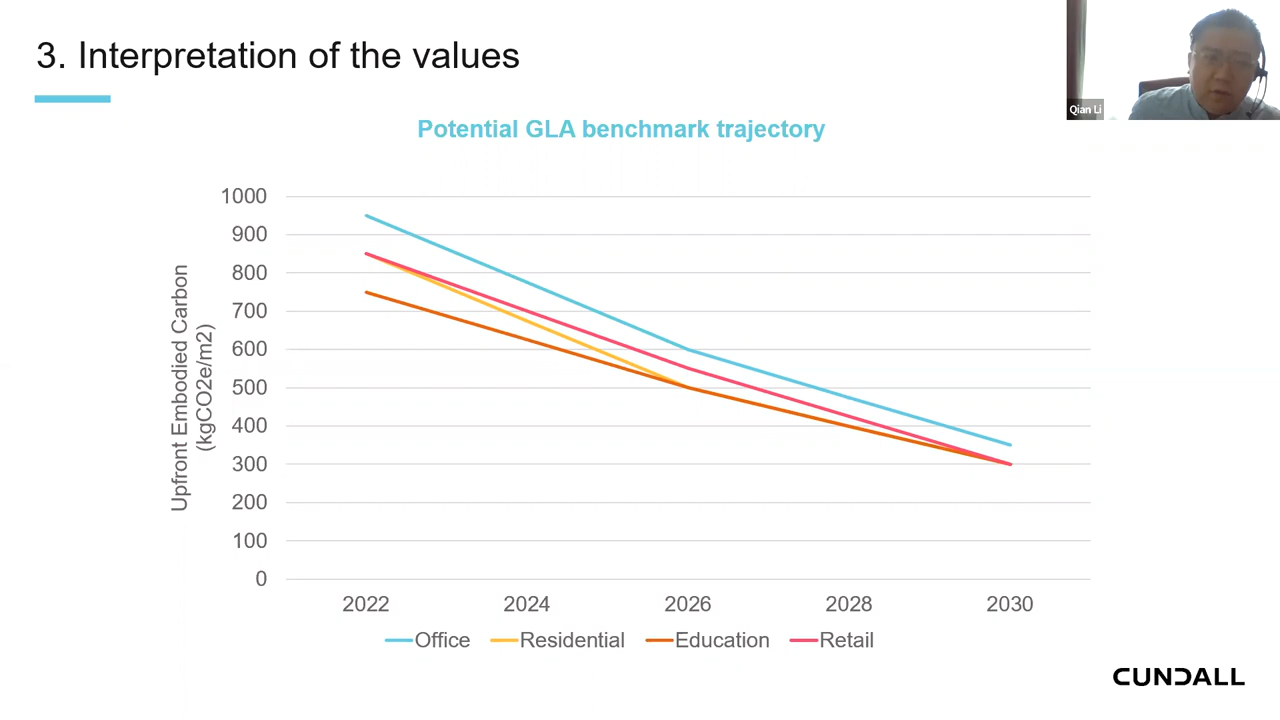 3. Interpretation of the values
Qian Li
Potential GLA benchmark trajectory
Upfront Embodied Carbon
(kgCO2e/m2)
1000
900
800
700
600
500
400
300
200
100
0
2022 2024 2026 2028 2030
Office Residential Education Retail
CUNDALL